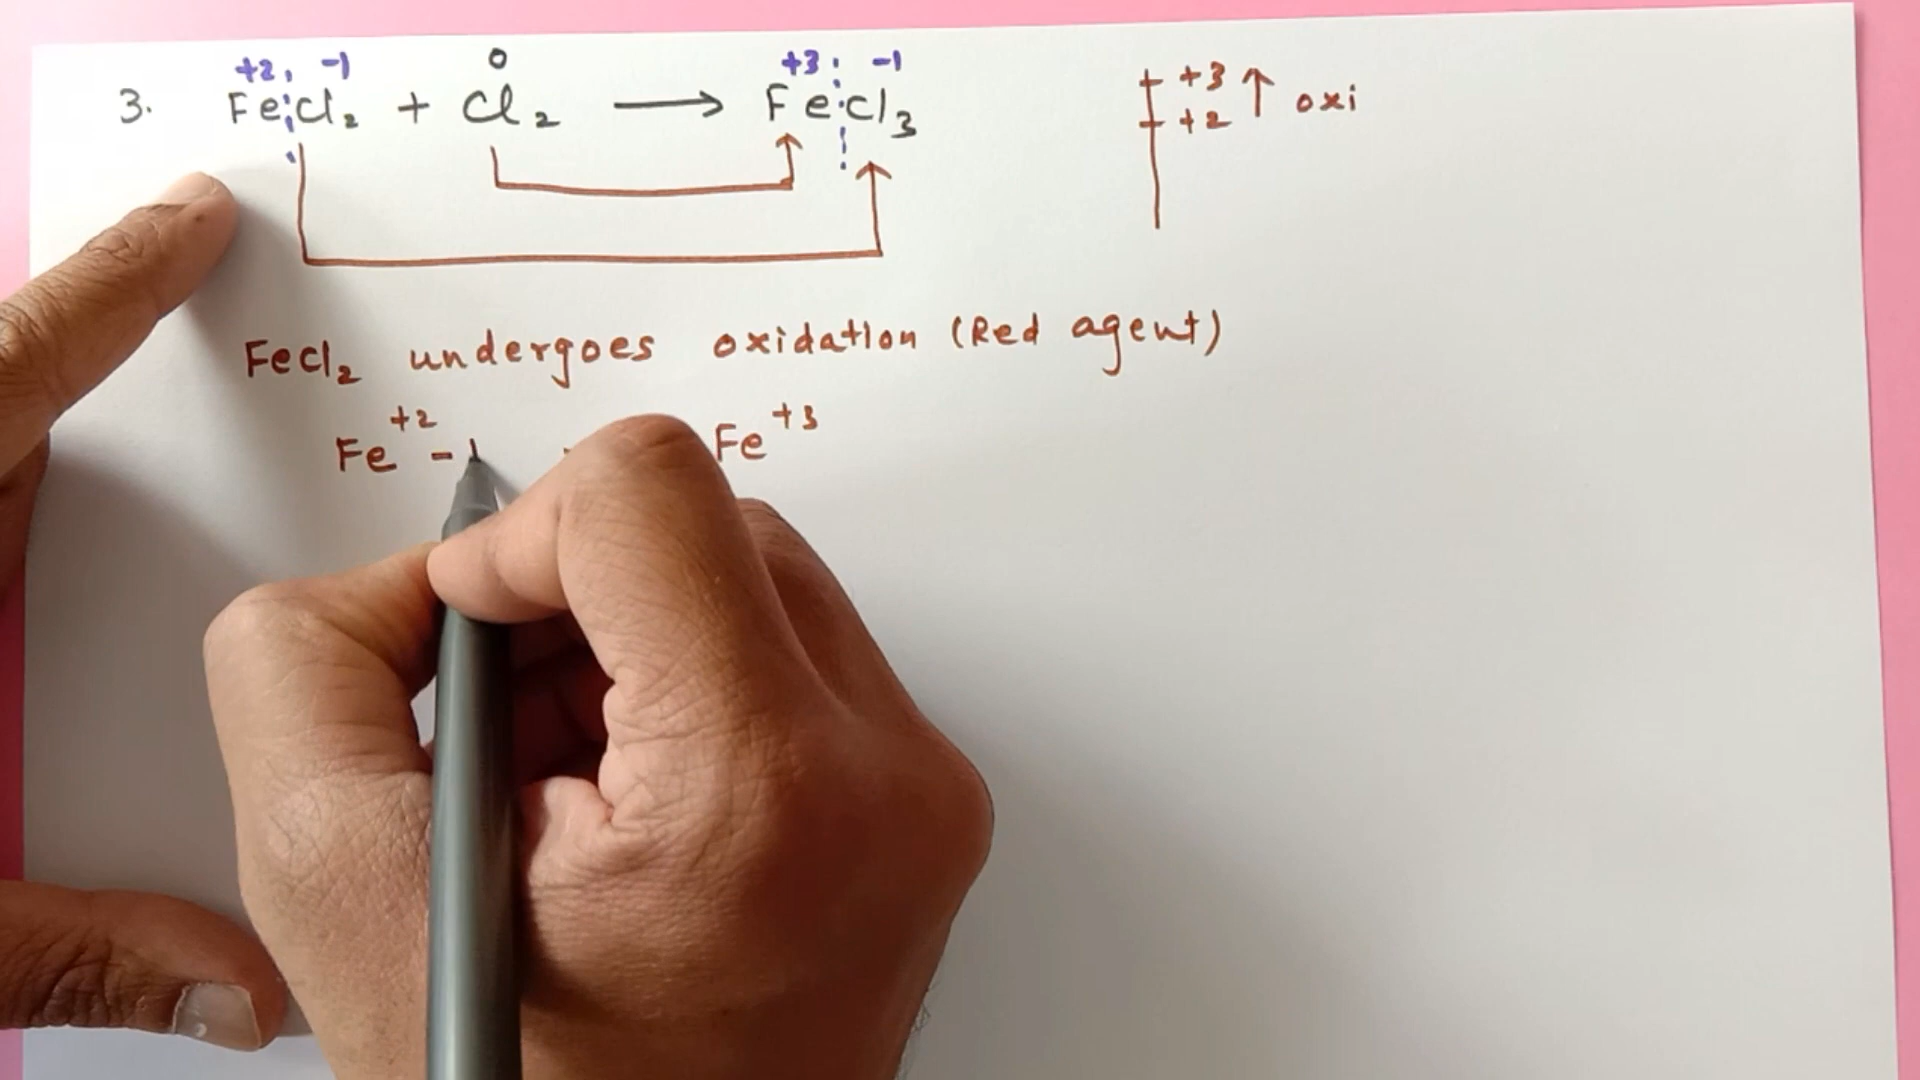 +2 -1 0 +3 -1
3. FeCl₂ + Cl₂ → FeCl₃
+3 ↑ oxi
+2
FeCl₂ undergoes oxidation (Red agent)
Fe⁺² - 1 Fe⁺³